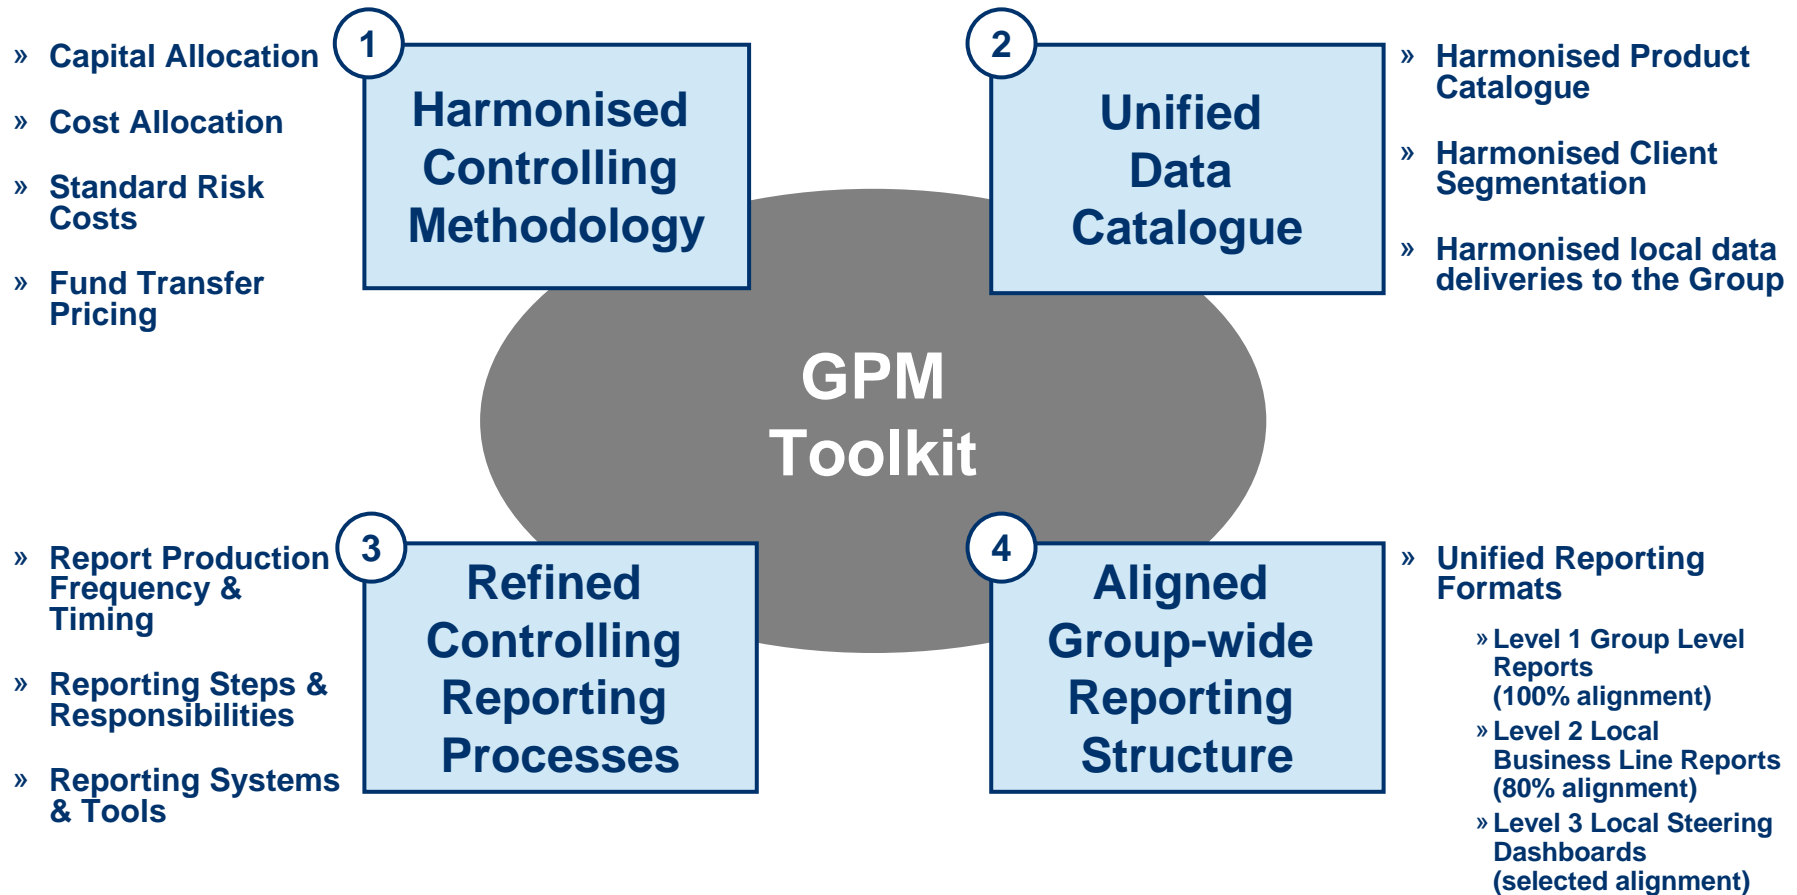 » Capital Allocation
» Cost Allocation
» Standard Risk
Costs
» Fund Transfer
Pricing
1
Harmonised
Controlling
Methodology
2
Unified
Data
Catalogue
» Harmonised Product
Catalogue
» Harmonised Client
Segmentation
» Harmonised local data
deliveries to the Group
GPM
Toolkit
» Report Production
Frequency &
Timing
» Reporting Steps &
Responsibilities
» Reporting Systems
& Tools
3
Refined
Controlling
Reporting
Processes
4
Aligned
Group-wide
Reporting
Structure
» Unified Reporting
Formats
» Level 1 Group Level
Reports
(100% alignment)
» Level 2 Local
Business Line Reports
(80% alignment)
» Level 3 Local Steering
Dashboards
(selected alignment)